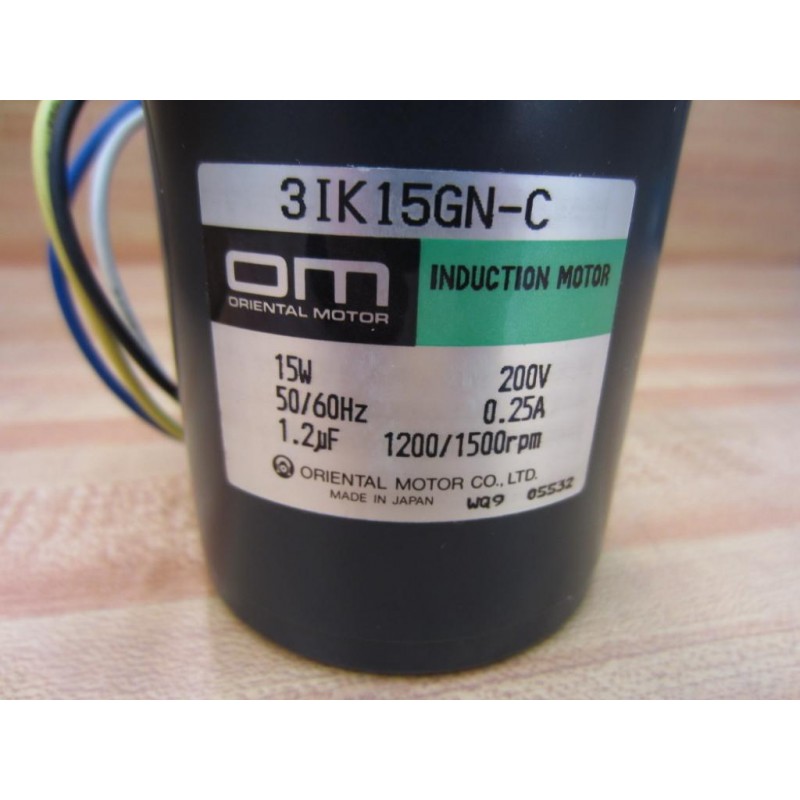 3IK15GN-C
OM
ORIENTAL MOTOR
INDUCTION MOTOR
15W 200V
50/60Hz 0.25A
1.2µF 1200/1500rpm
ORIENTAL MOTOR CO., LTD.
MADE IN JAPAN WQ9 05532